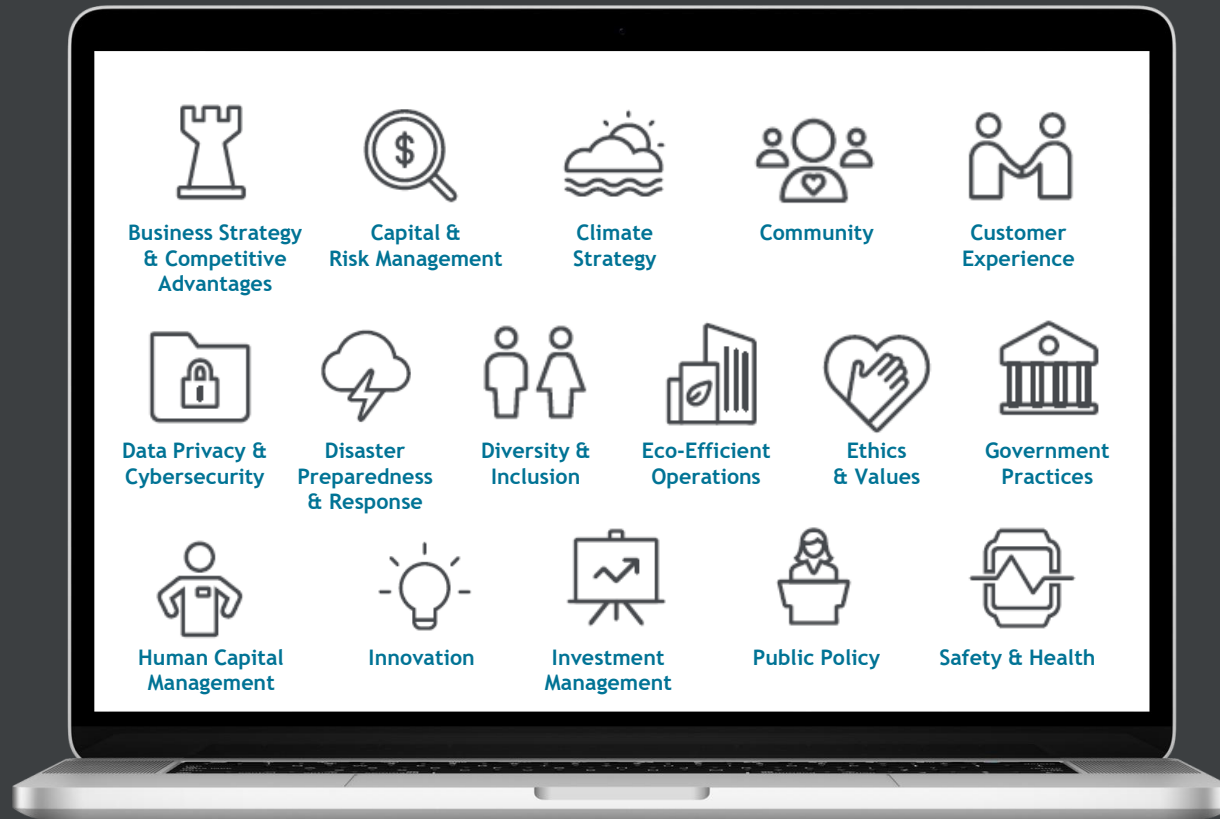 $
Business Strategy
& Competitive
Advantages
Capital &
Risk Management
Climate
Strategy
Community
Customer
Experience
Data Privacy &
Cybersecurity
Disaster
Preparedness
& Response
Diversity &
Inclusion
Eco-Efficient
Operations
Ethics
& Values
Government
Practices
Human Capital
Management
Innovation
Investment
Management
Public Policy
Safety & Health